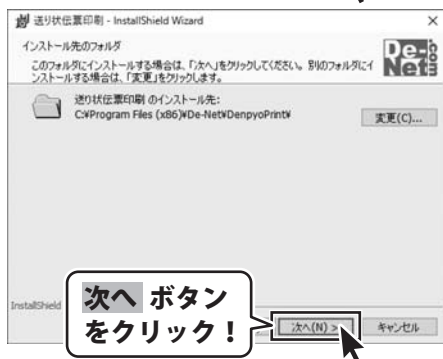 送り状伝票印刷 - InstallShield Wizard
インストール先のフォルダ
このフォルダにインストールする場合は、「次へ」をクリックしてください。別のフォルダにイ
ンストールする場合は、「変更」をクリックします。
De-
Net
.com
送り状伝票印刷 のインストール先:
C:¥Program Files (x86)¥De-Net¥DenpyoPrint¥
変更(C)...
InstallShield
次へ ボタン
をクリック！
次へ(N) >
キャンセル